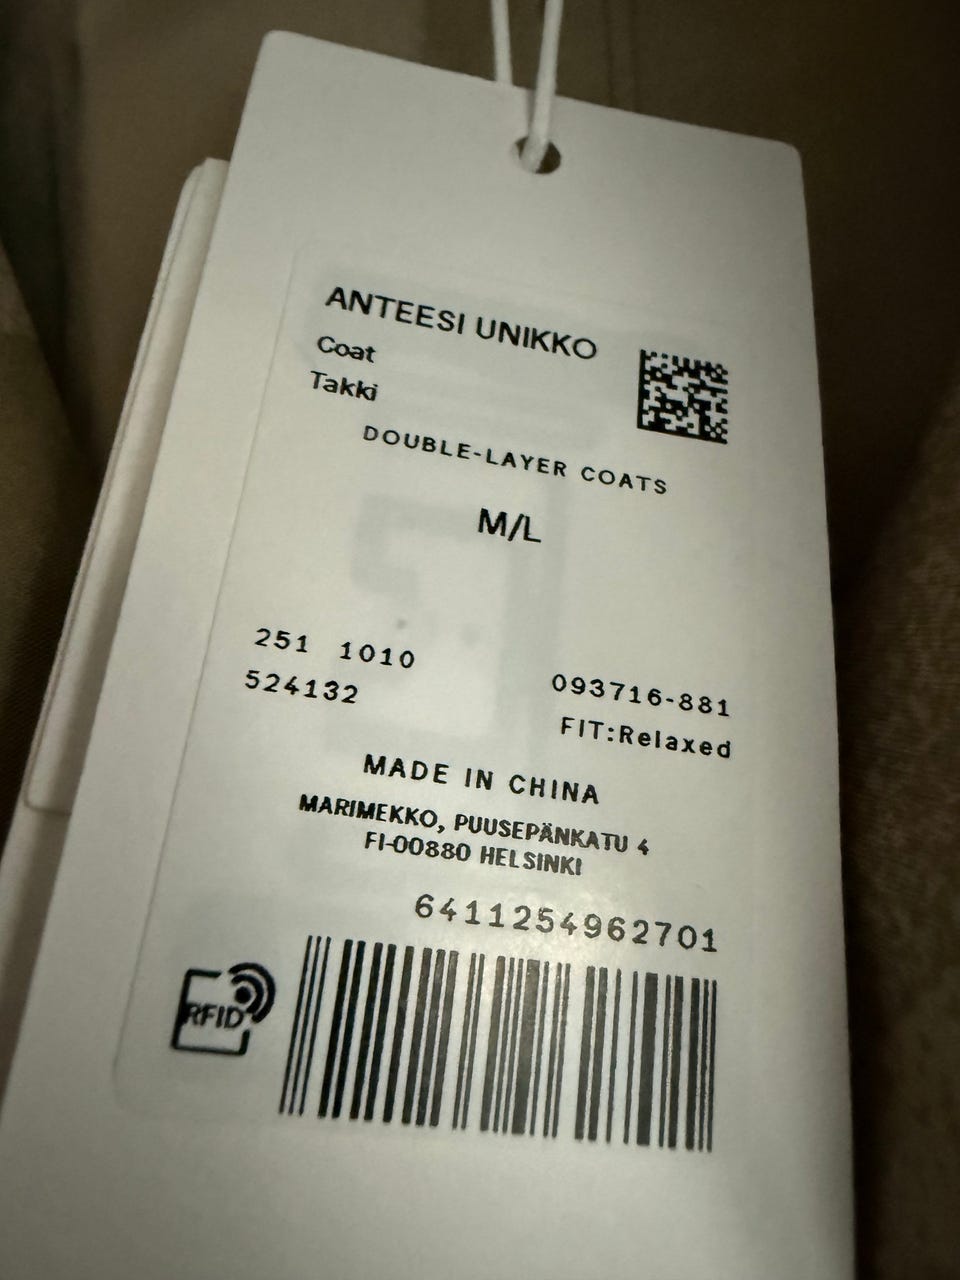 ANTEESI UNIKKO
Coat
Takki
DOUBLE-LAYER COATS
M/L
251 1010
524132
093716-881
FIT:Relaxed
MADE IN CHINA
MARIMEKKO, PUUSEPÄNKATU 4
FI-00880 HELSINKI
6411254962701
RFID